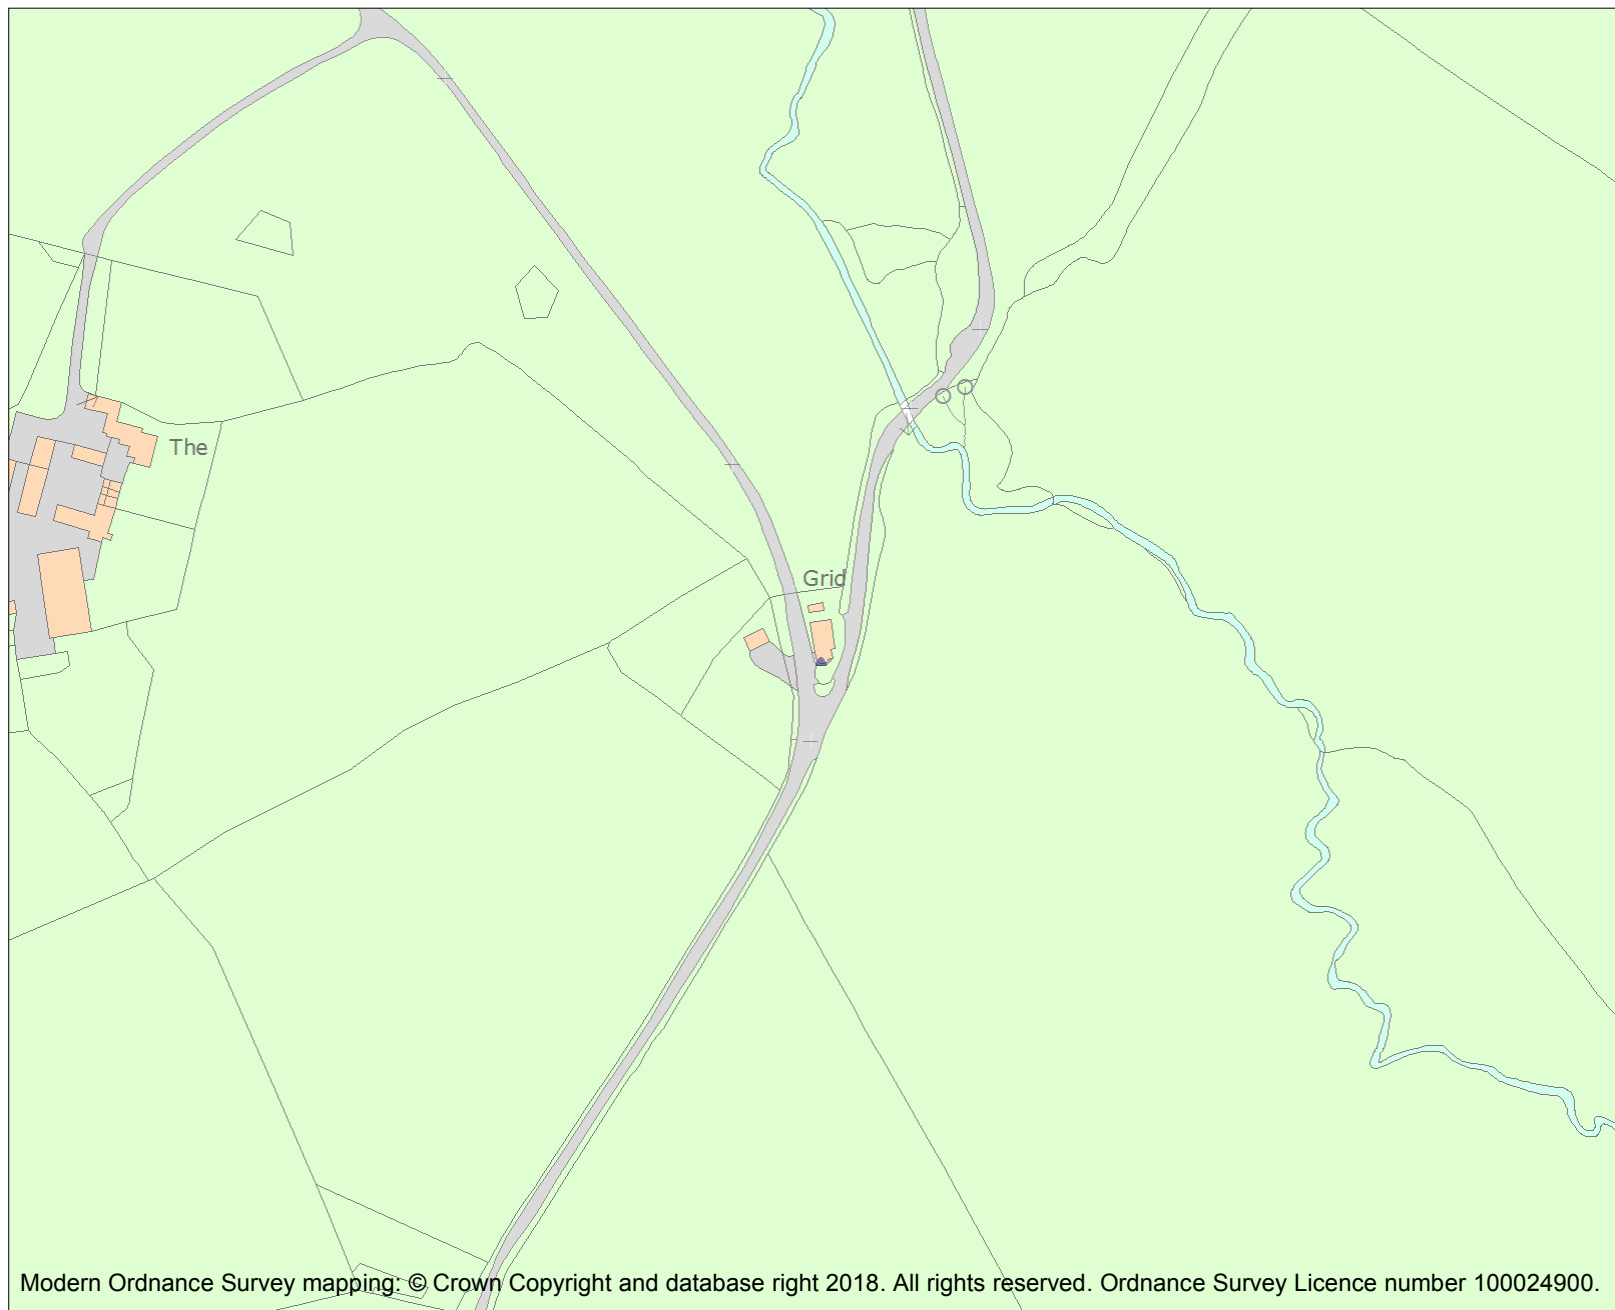 The
Grid
Modern Ordnance Survey mapping: © Crown Copyright and database right 2018. All rights reserved. Ordnance Survey Licence number 100024900.